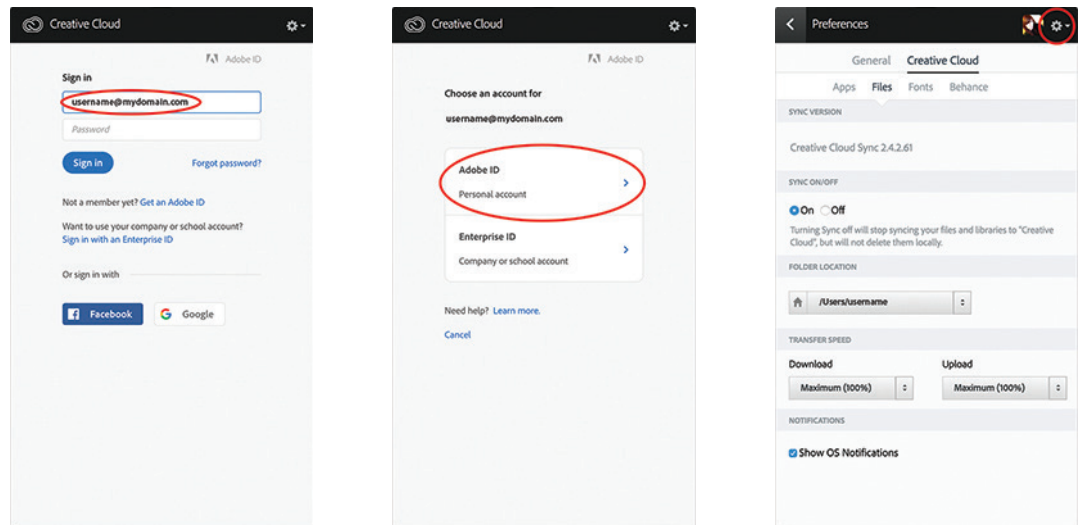 Creative Cloud
Adobe ID
Sign in
username@mydomain.com
Password
Sign in
Forgot password?
Not a member yet? Get an Adobe ID
Want to use your company or school account?
Sign in with an Enterprise ID
Or sign in with
Facebook
Google
Creative Cloud
Adobe ID
Choose an account for
username@mydomain.com
Adobe ID
Personal account
Enterprise ID
Company or school account
Need help? Learn more.
Cancel
Preferences
General Creative Cloud
Apps Files Fonts Behance
SYNC VERSION
Creative Cloud Sync 2.4.2.61
SYNC ON/OFF
On Off
Turning Sync off will stop syncing your files and libraries to "Creative
Cloud", but will not delete them locally.
FOLDER LOCATION
/Users/username
TRANSFER SPEED
Download Upload
Maximum (100%) Maximum (100%)
NOTIFICATIONS
Show OS Notifications